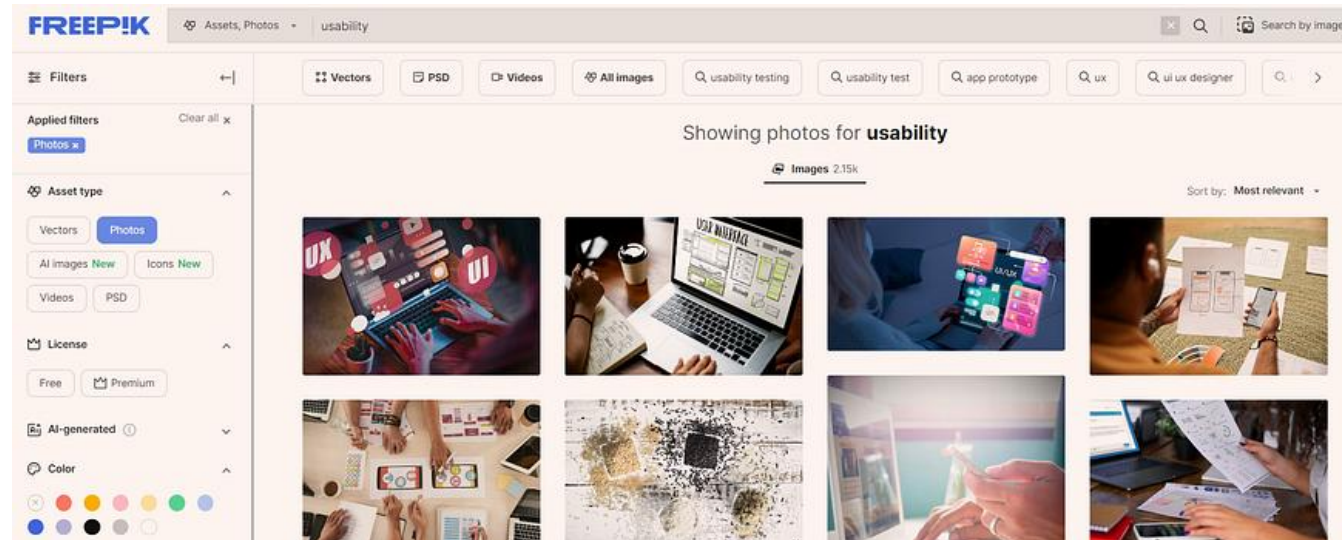 FREEP!K
Assets, Photos
usability
Search by image
Filters
Vectors
PSD
Videos
All images
usability testing
usability test
app prototype
ux
ui ux designer
Applied filters
Clear all x
Photos x
Showing photos for usability
Images 2.15k
Sort by: Most relevant
Asset type
Vectors
Photos
AI images New
Icons New
Videos
PSD
License
Free
Premium
AI-generated
Color
UX
UI
USER INTERFACE
UI/UX